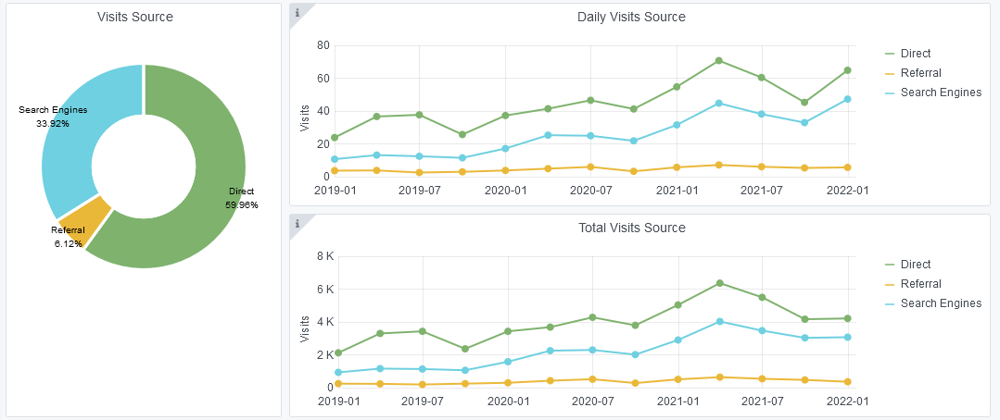 Visits Source
Search Engines
33.92%
Direct
59.96%
Referral
6.12%
i
Daily Visits Source
Visits
80
60
40
20
0
2019-01
2019-07
2020-01
2020-07
2021-01
2021-07
2022-01
Direct
Referral
Search Engines
i
Total Visits Source
Visits
8 K
6 K
4 K
2 K
0
2019-01
2019-07
2020-01
2020-07
2021-01
2021-07
2022-01
Direct
Referral
Search Engines